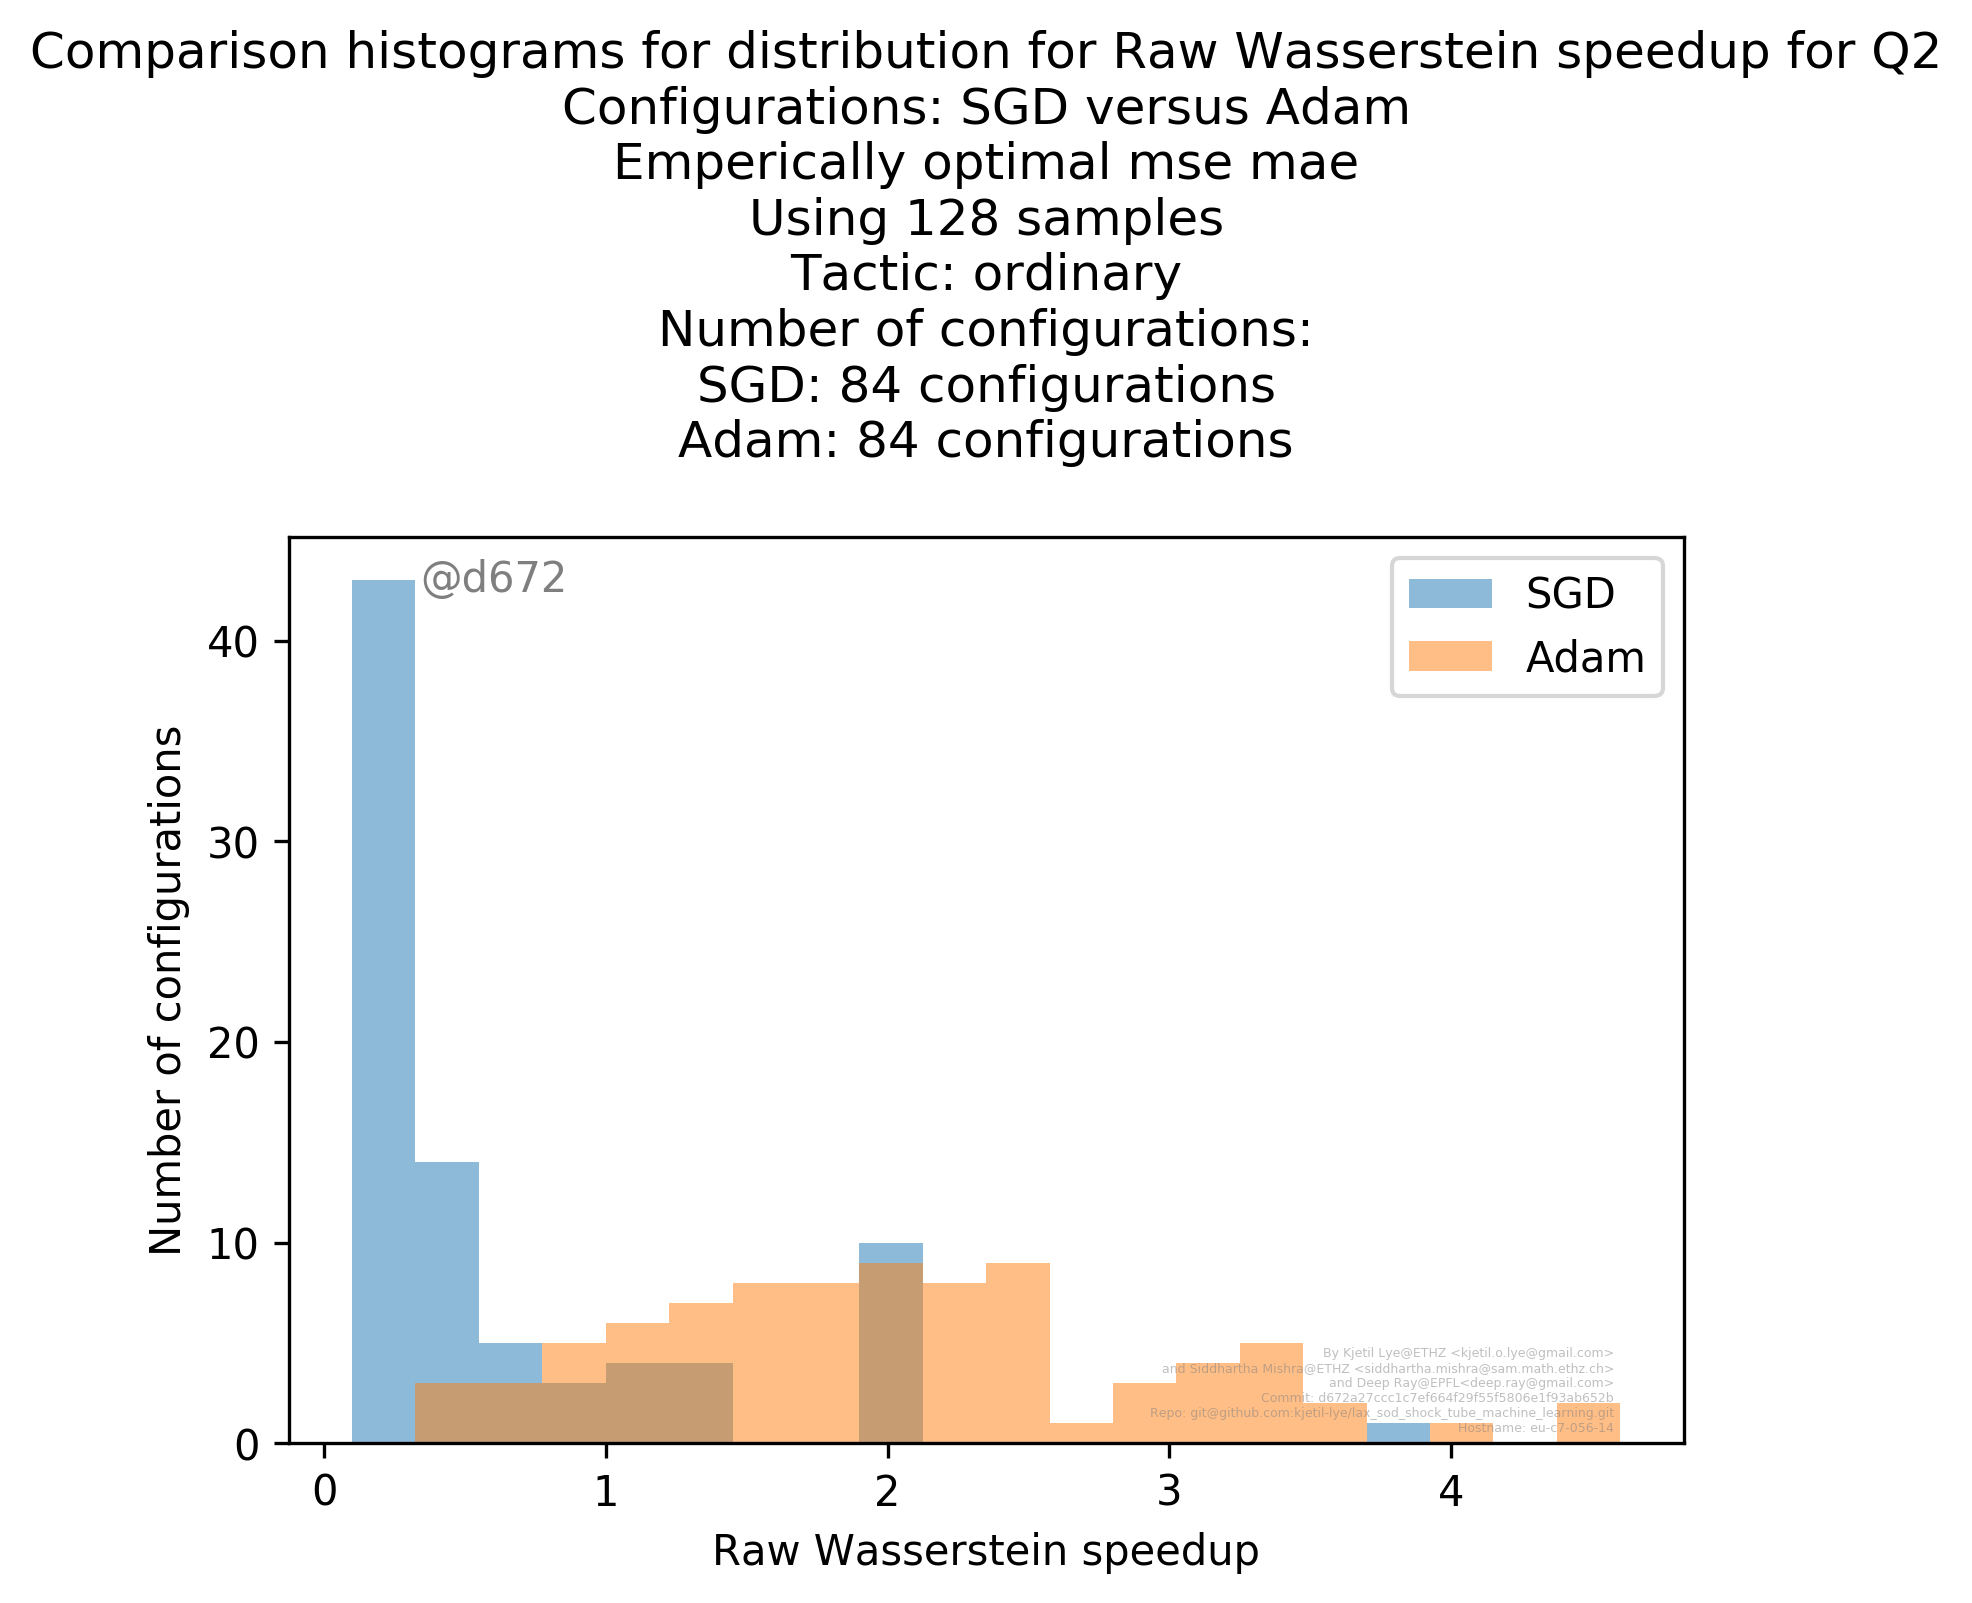 Comparison histograms for distribution for Raw Wasserstein speedup for Q2
Configurations: SGD versus Adam
Emperically optimal mse mae
Using 128 samples
Tactic: ordinary
Number of configurations:
SGD: 84 configurations
Adam: 84 configurations
@d672
SGD
Adam
40
30
20
10
0
Number of configurations
By Kjetil Lye@ETHZ <kjetil.o.lye@gmail.com>
and Siddhartha Mishra@ETHZ <siddhartha.mishra@sam.math.ethz.ch>
and Deep Ray@EPFL<deep.ray@gmail.com>
Commit: d672a27ccc1c7ef664f29f55f5806e1f93ab652b
Repo: git@github.com:kjetil-lye/lax_sod_shock_tube_machine_learning.git
Hostname: eu-c7-056-14
0 1 2 3 4
Raw Wasserstein speedup